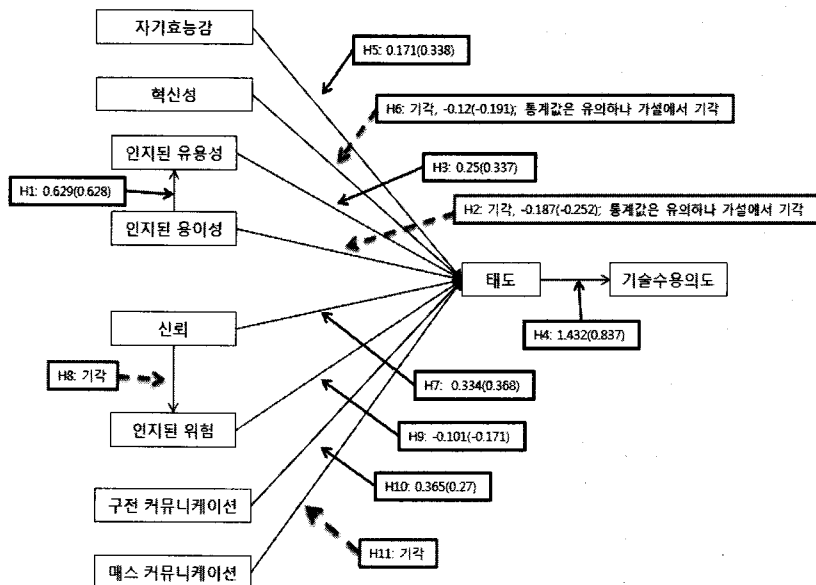 자기효능감
H5: 0.171(0.338)
혁신성
H6: 기각, -0.12(-0.191); 통계값은 유의하나 가설에서 기각
인지된 유용성
H3: 0.25(0.337)
H1: 0.629(0.628)
H2: 기각, -0.187(-0.252); 통계값은 유의하나 가설에서 기각
인지된 용이성
태도
기술수용의도
신뢰
H4: 1.432(0.837)
H8: 기각
H7: 0.334(0.368)
인지된 위험
H9: -0.101(-0.171)
H10: 0.365(0.27)
구전 커뮤니케이션
H11: 기각
매스 커뮤니케이션